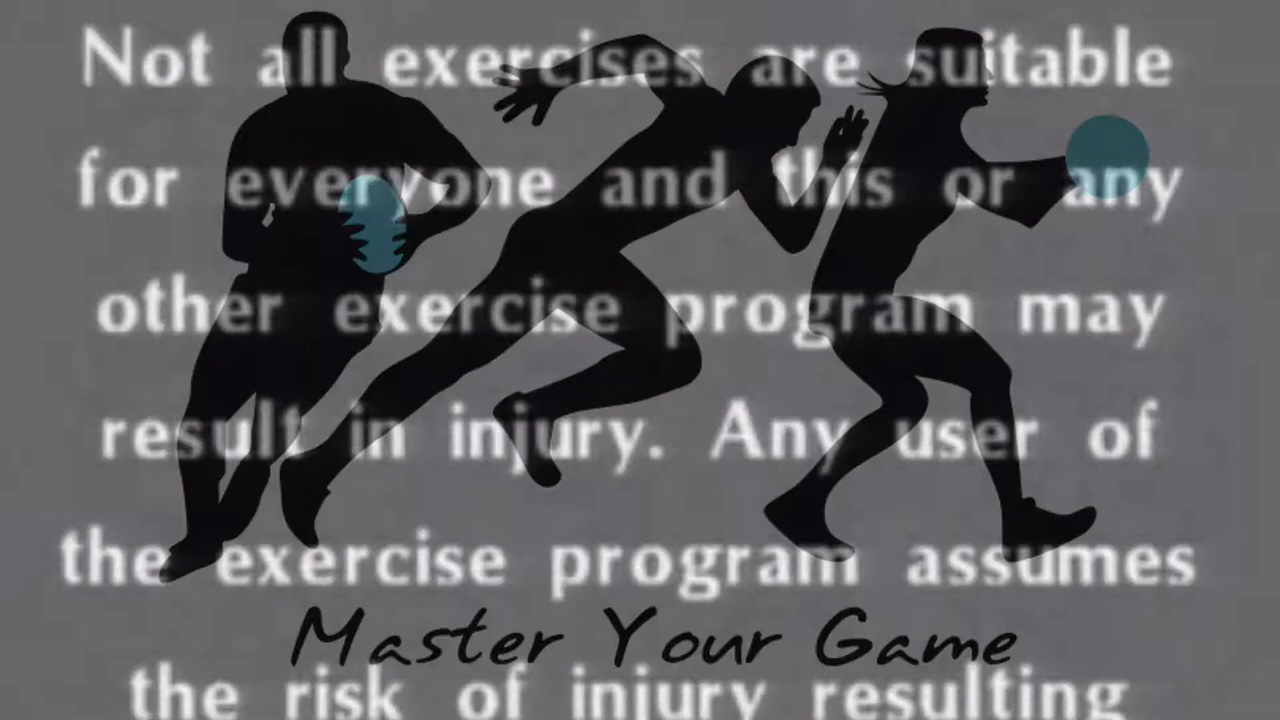 Not all exercises are suitable
for everyone and this or any
other exercise program may
result in injury. Any user of
the exercise program assumes
Master Your Game
the risk of injury resulting